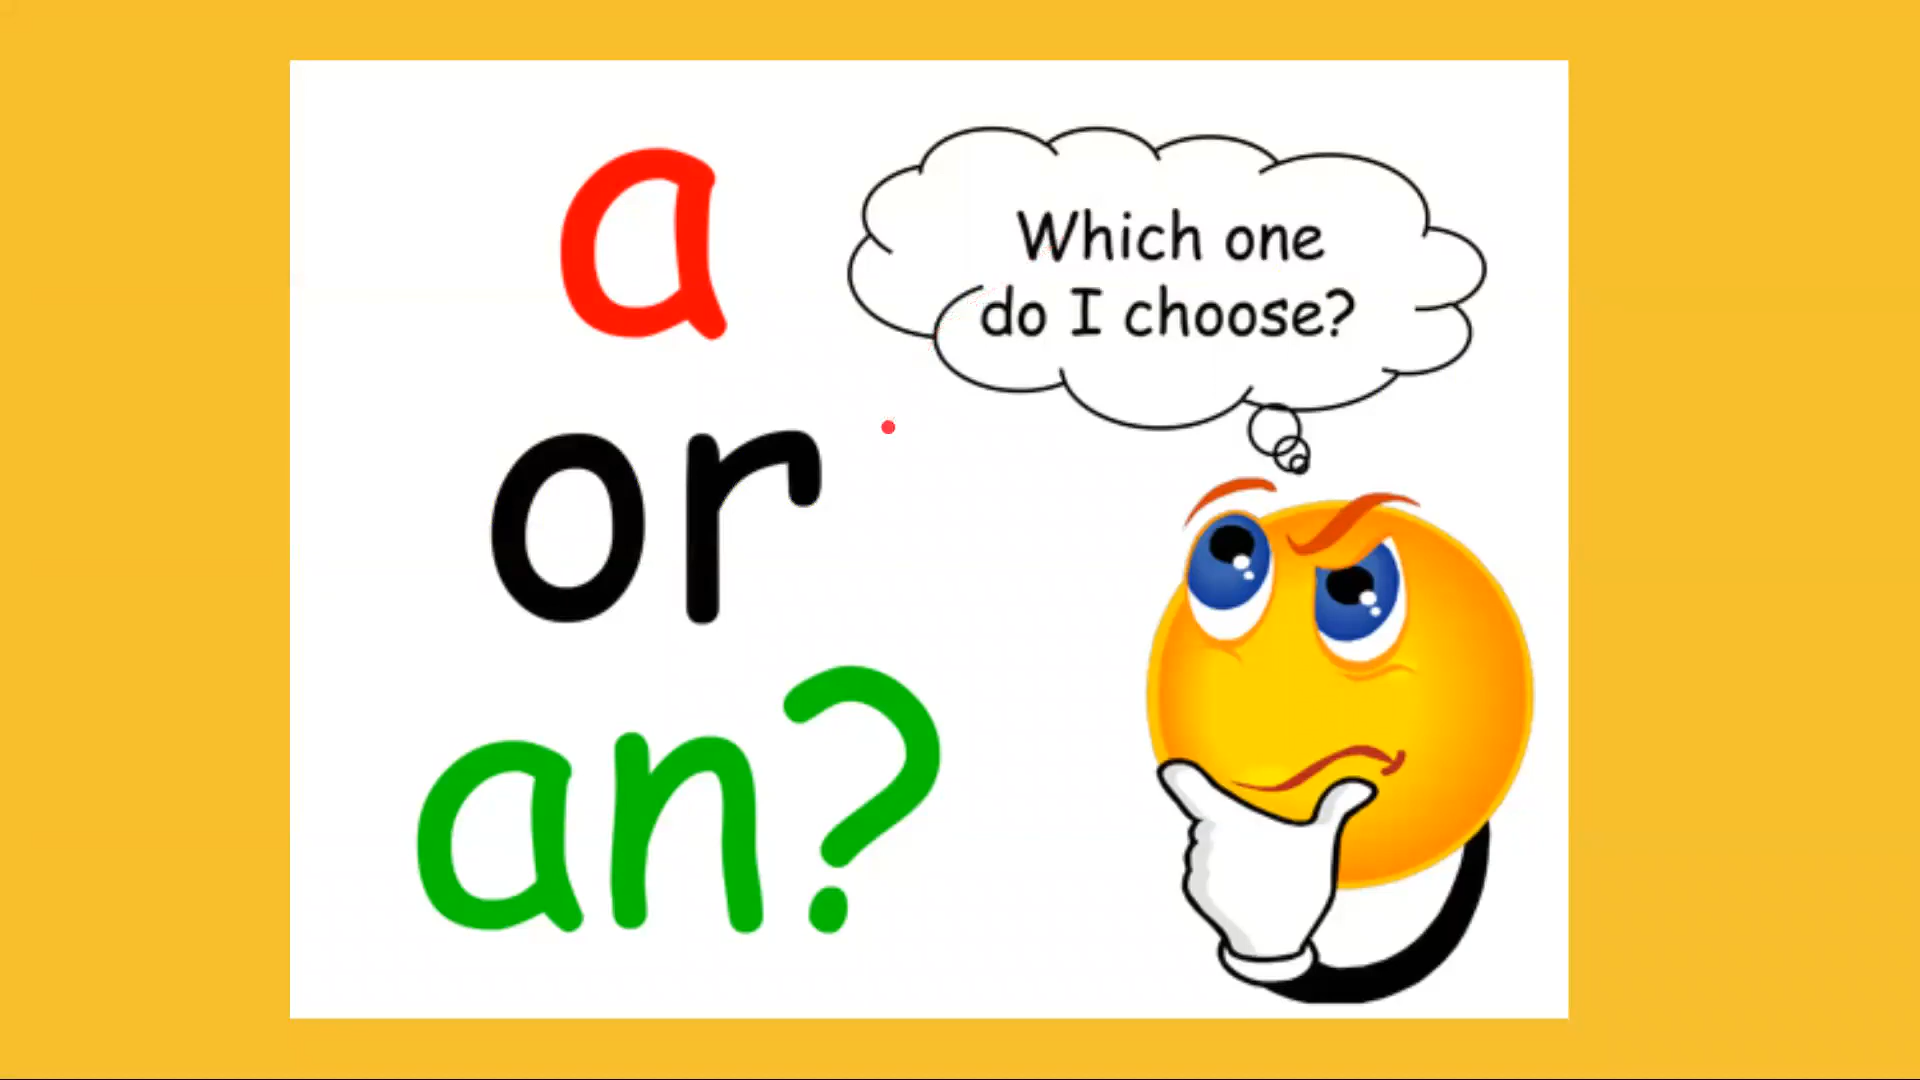 a
or
an?
Which one
do I choose?